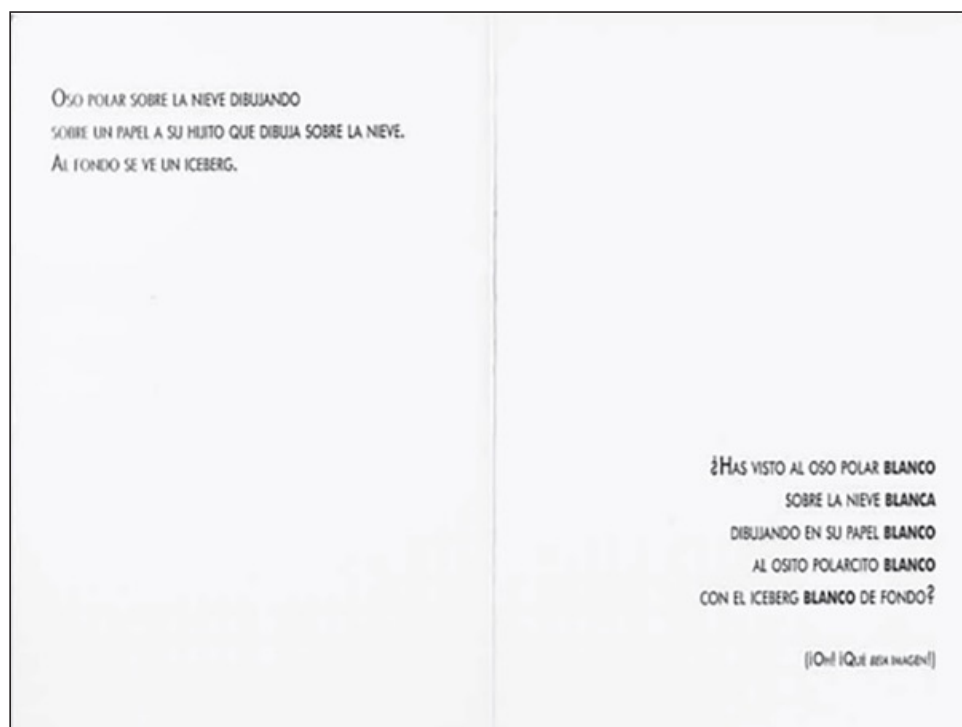 OSO POLAR SOBRE LA NIEVE DIBUJANDO
SOBRE UN PAPEL A SU HIJITO QUE DIBUJA SOBRE LA NIEVE.
AL FONDO SE VE UN ICEBERG.
¿HAS VISTO AL OSO POLAR BLANCO
SOBRE LA NIEVE BLANCA
DIBUJANDO EN SU PAPEL BLANCO
AL OSITO POLARCITO BLANCO
CON EL ICEBERG BLANCO DE FONDO?
(¡OH! ¡QUÉ BELLA IMAGEN!)